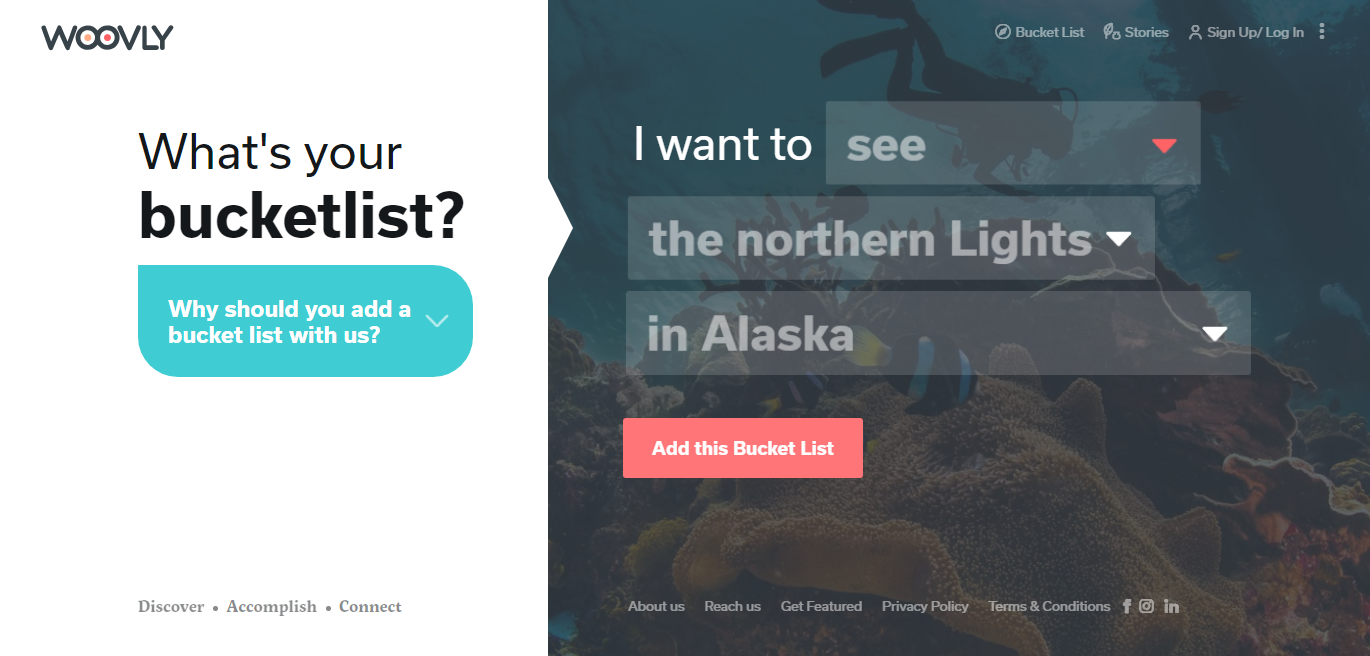 WOOVLY
Bucket List
Stories
Sign Up/ Log In
What's your
bucketlist?
Why should you add a
bucket list with us?
I want to see
the northern Lights
in Alaska
Add this Bucket List
Discover • Accomplish • Connect
About us
Reach us
Get Featured
Privacy Policy
Terms & Conditions